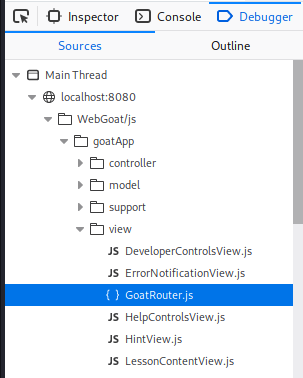 Inspector Console Debugger
Sources Outline
Main Thread
localhost:8080
WebGoat/js
goatApp
controller
model
support
view
JS DeveloperControlsView.js
JS ErrorNotificationView.js
{ } GoatRouter.js
JS HelpControlsView.js
JS HintView.js
JS LessonContentView.js